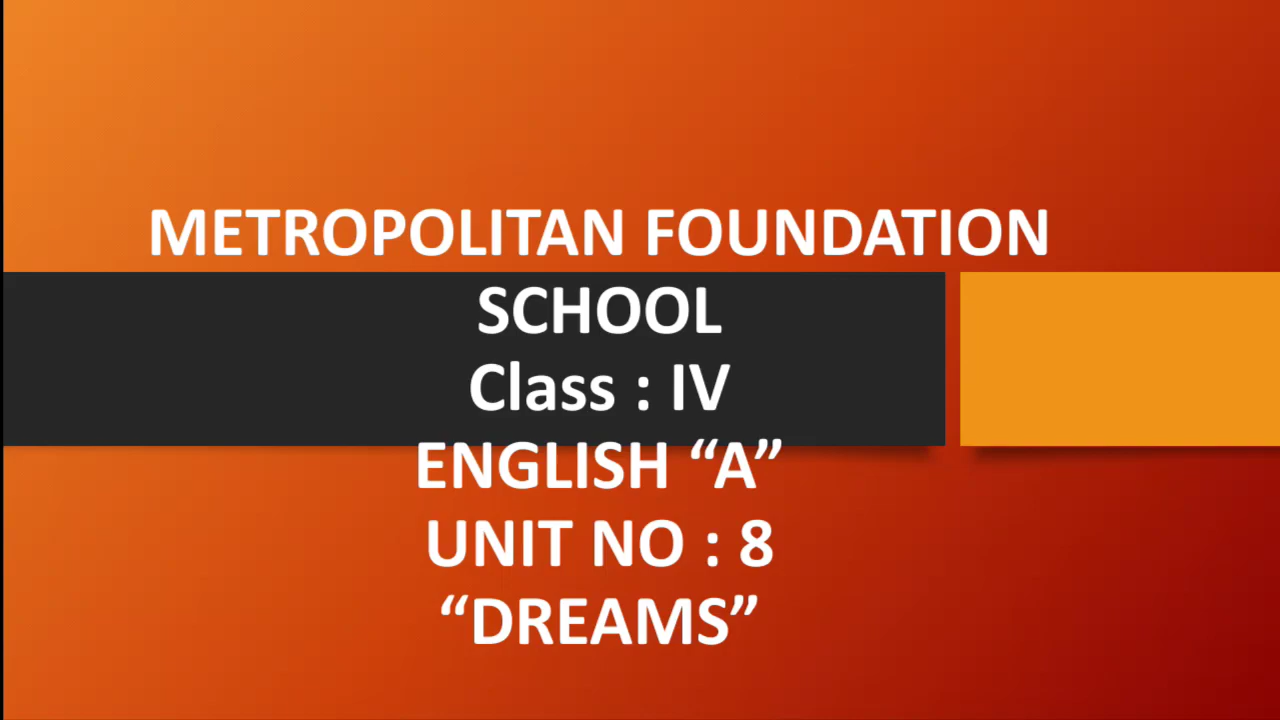 METROPOLITAN FOUNDATION
SCHOOL
Class : IV
ENGLISH “A”
UNIT NO : 8
“DREAMS”